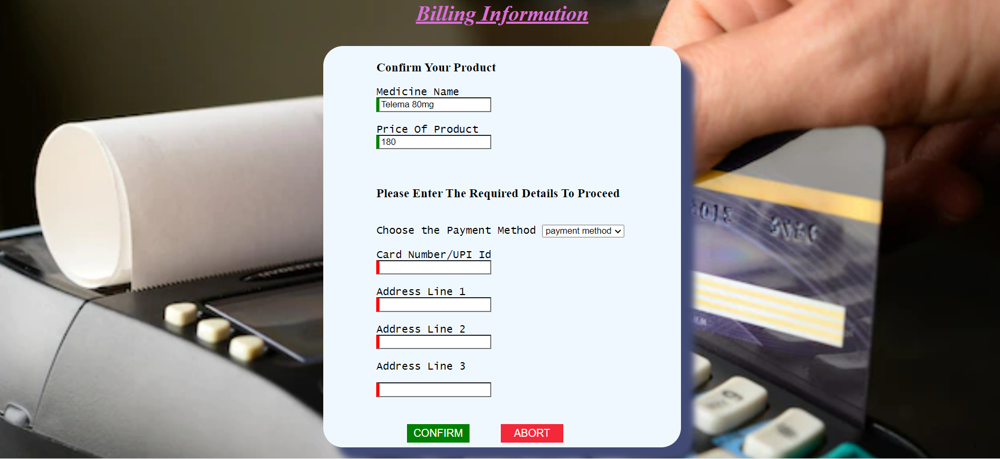 Billing Information
Confirm Your Product
Medicine Name
Telema 80mg
Price Of Product
180
Please Enter The Required Details To Proceed
Choose the Payment Method payment method
Card Number/UPI Id
Address Line 1
Address Line 2
Address Line 3
CONFIRM ABORT